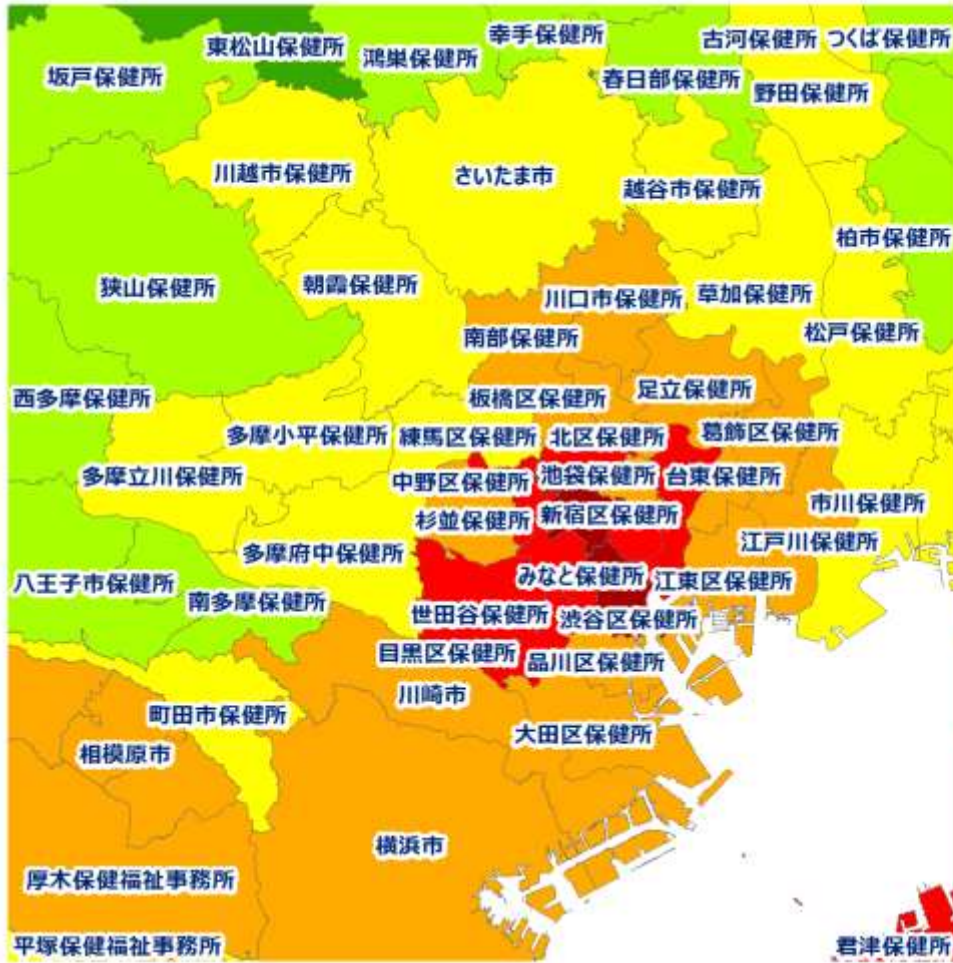 幸手保健所
東松山保健所
鴻巣保健所
古河保健所
つくば保健所
坂戸保健所
春日部保健所
野田保健所
川越市保健所
さいたま市
越谷市保健所
柏市保健所
狭山保健所
朝霞保健所
川口市保健所
草加保健所
南部保健所
松戸保健所
西多摩保健所
板橋区保健所
足立保健所
多摩小平保健所
練馬区保健所
北区保健所
葛飾区保健所
多摩立川保健所
中野区保健所
池袋保健所
台東保健所
市川保健所
杉並保健所
新宿区保健所
江戸川保健所
多摩府中保健所
八王子市保健所
みなと保健所
江東区保健所
南多摩保健所
世田谷保健所
渋谷区保健所
目黒区保健所
品川区保健所
川崎市
町田市保健所
大田区保健所
相模原市
横浜市
厚木保健福祉事務所
平塚保健福祉事務所
君津保健所